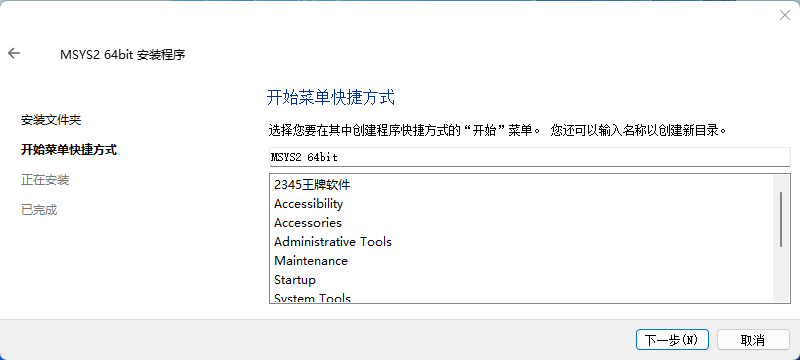 MSYS2 64bit 安装程序
安装文件夹
开始菜单快捷方式
正在安装
已完成
开始菜单快捷方式
选择您要在其中创建程序快捷方式的“开始”菜单。 您还可以输入名称以创建新目录。
MSYS2 64bit
2345王牌软件
Accessibility
Accessories
Administrative Tools
Maintenance
Startup
System Tools
下一步(N)
取消